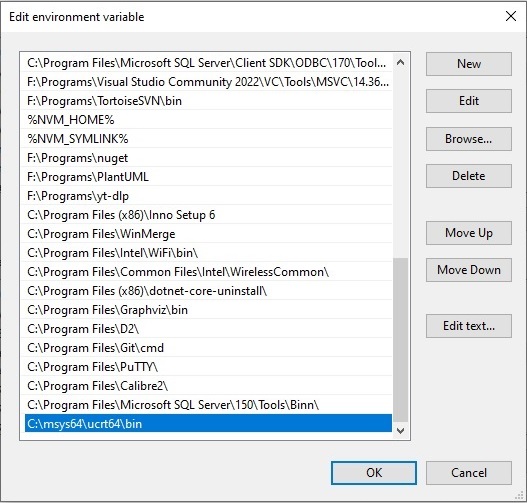 Edit environment variable
C:\Program Files\Microsoft SQL Server\Client SDK\ODBC\170\Tool...
F:\Programs\Visual Studio Community 2022\VC\Tools\MSVC\14.36...
F:\Programs\TortoiseSVN\bin
%NVM_HOME%
%NVM_SYMLINK%
F:\Programs\nuget
F:\Programs\PlantUML
F:\Programs\yt-dlp
C:\Program Files (x86)\Inno Setup 6
C:\Program Files\WinMerge
C:\Program Files\Intel\WiFi\bin\
C:\Program Files\Common Files\Intel\WirelessCommon\
C:\Program Files (x86)\dotnet-core-uninstall\
C:\Program Files\Graphviz\bin
C:\Program Files\D2\
C:\Program Files\Git\cmd
C:\Program Files\PuTTY\
C:\Program Files\Calibre2\
C:\Program Files\Microsoft SQL Server\150\Tools\Binn\
C:\msys64\ucrt64\bin
New
Edit
Browse...
Delete
Move Up
Move Down
Edit text...
OK
Cancel